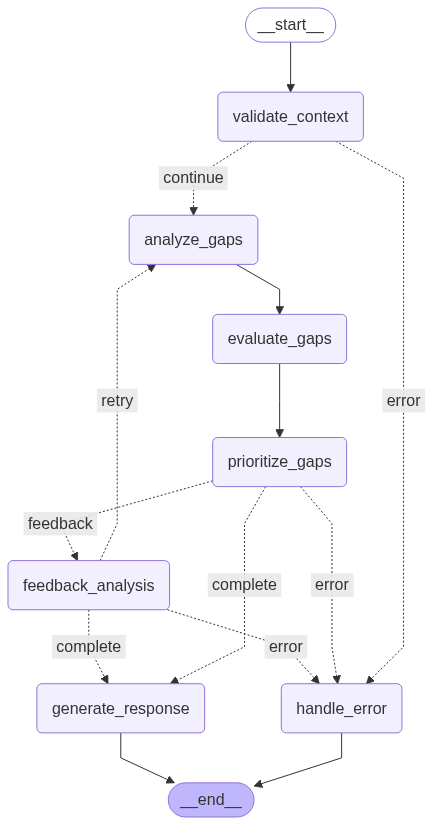 __start__
validate_context
continue
analyze_gaps
evaluate_gaps
retry
error
prioritize_gaps
feedback
feedback_analysis
complete
error
complete
error
generate_response
handle_error
__end__